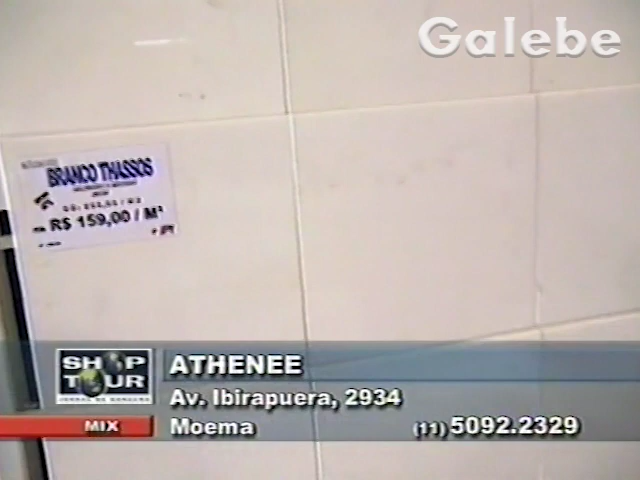 Galebe
BRANCO THASSOS
R$ 159,00 / M²
SHOP TOUR
ATHENEE
Av. Ibirapuera, 2934
MIX
Moema
(11) 5092.2329